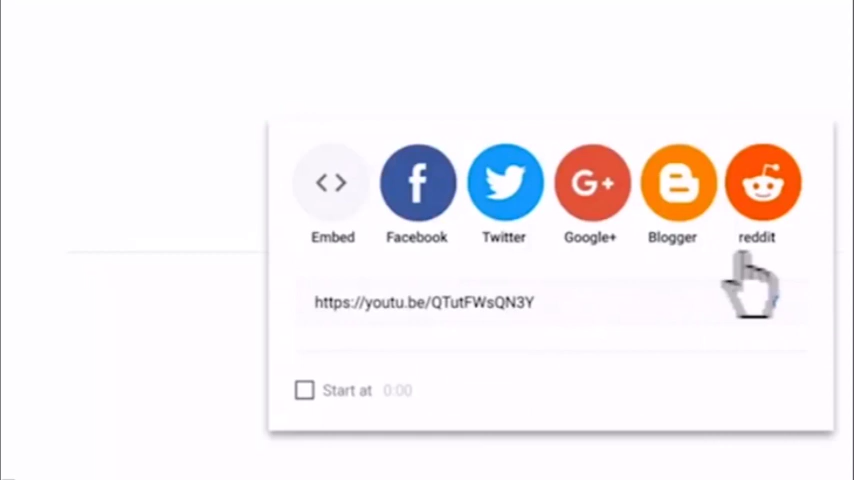 Embed Facebook Twitter Google+ Blogger reddit
https://youtu.be/QTutFWsQN3Y
Start at 0:00